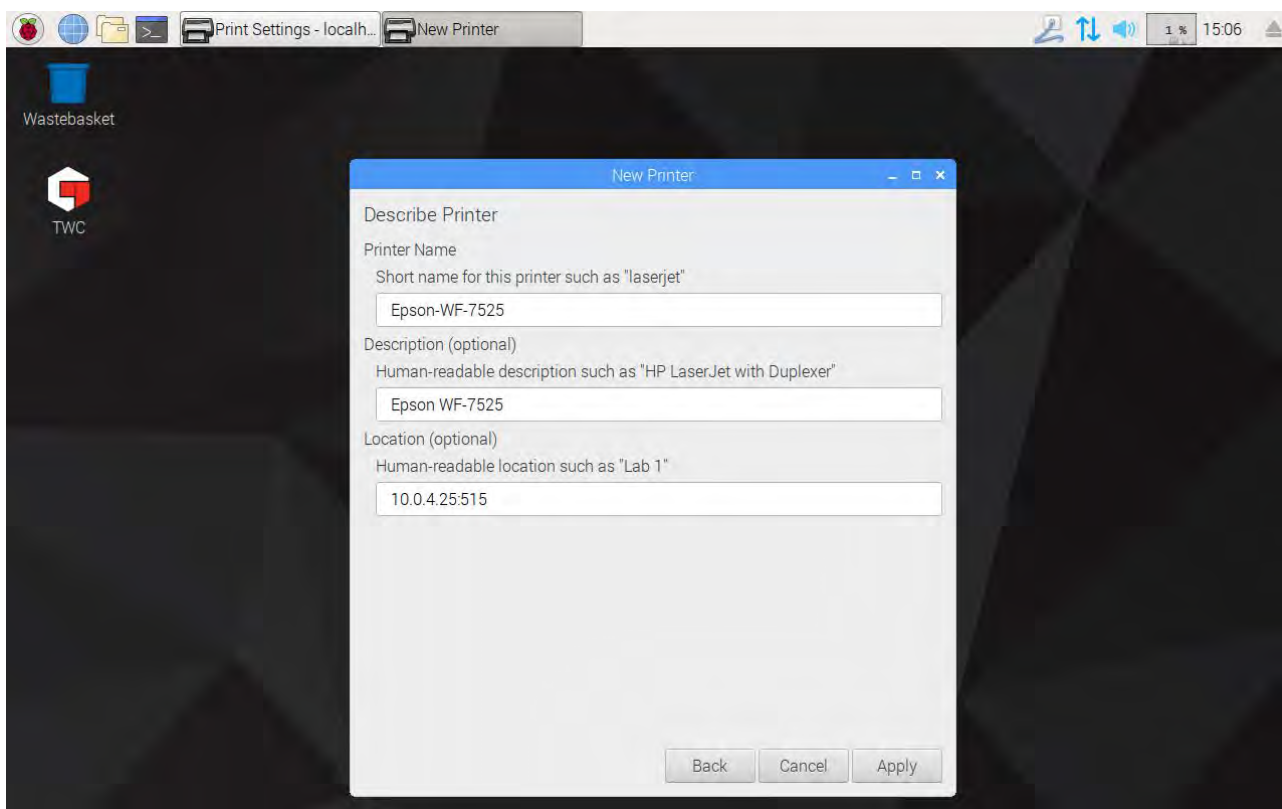 Print Settings - localh... New Printer 1 % 15:06
Wastebasket
TWC
New Printer
Describe Printer
Printer Name
Short name for this printer such as "laserjet"
Epson-WF-7525
Description (optional)
Human-readable description such as "HP LaserJet with Duplexer"
Epson WF-7525
Location (optional)
Human-readable location such as "Lab 1"
10.0.4.25:515
Back Cancel Apply